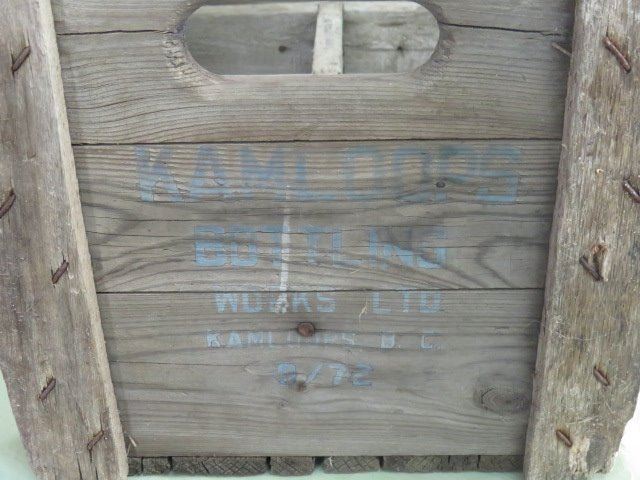 KAMLOOPS
BOTTLING
WORKS LTD
KAMLOOPS B. C.
9/72